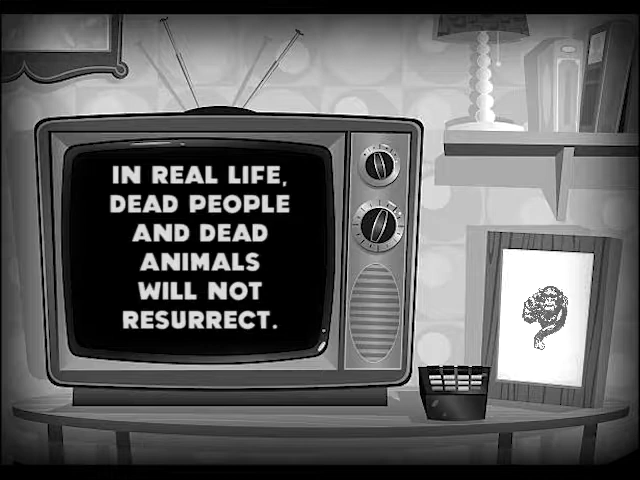 IN REAL LIFE,
DEAD PEOPLE
AND DEAD
ANIMALS
WILL NOT
RESURRECT.